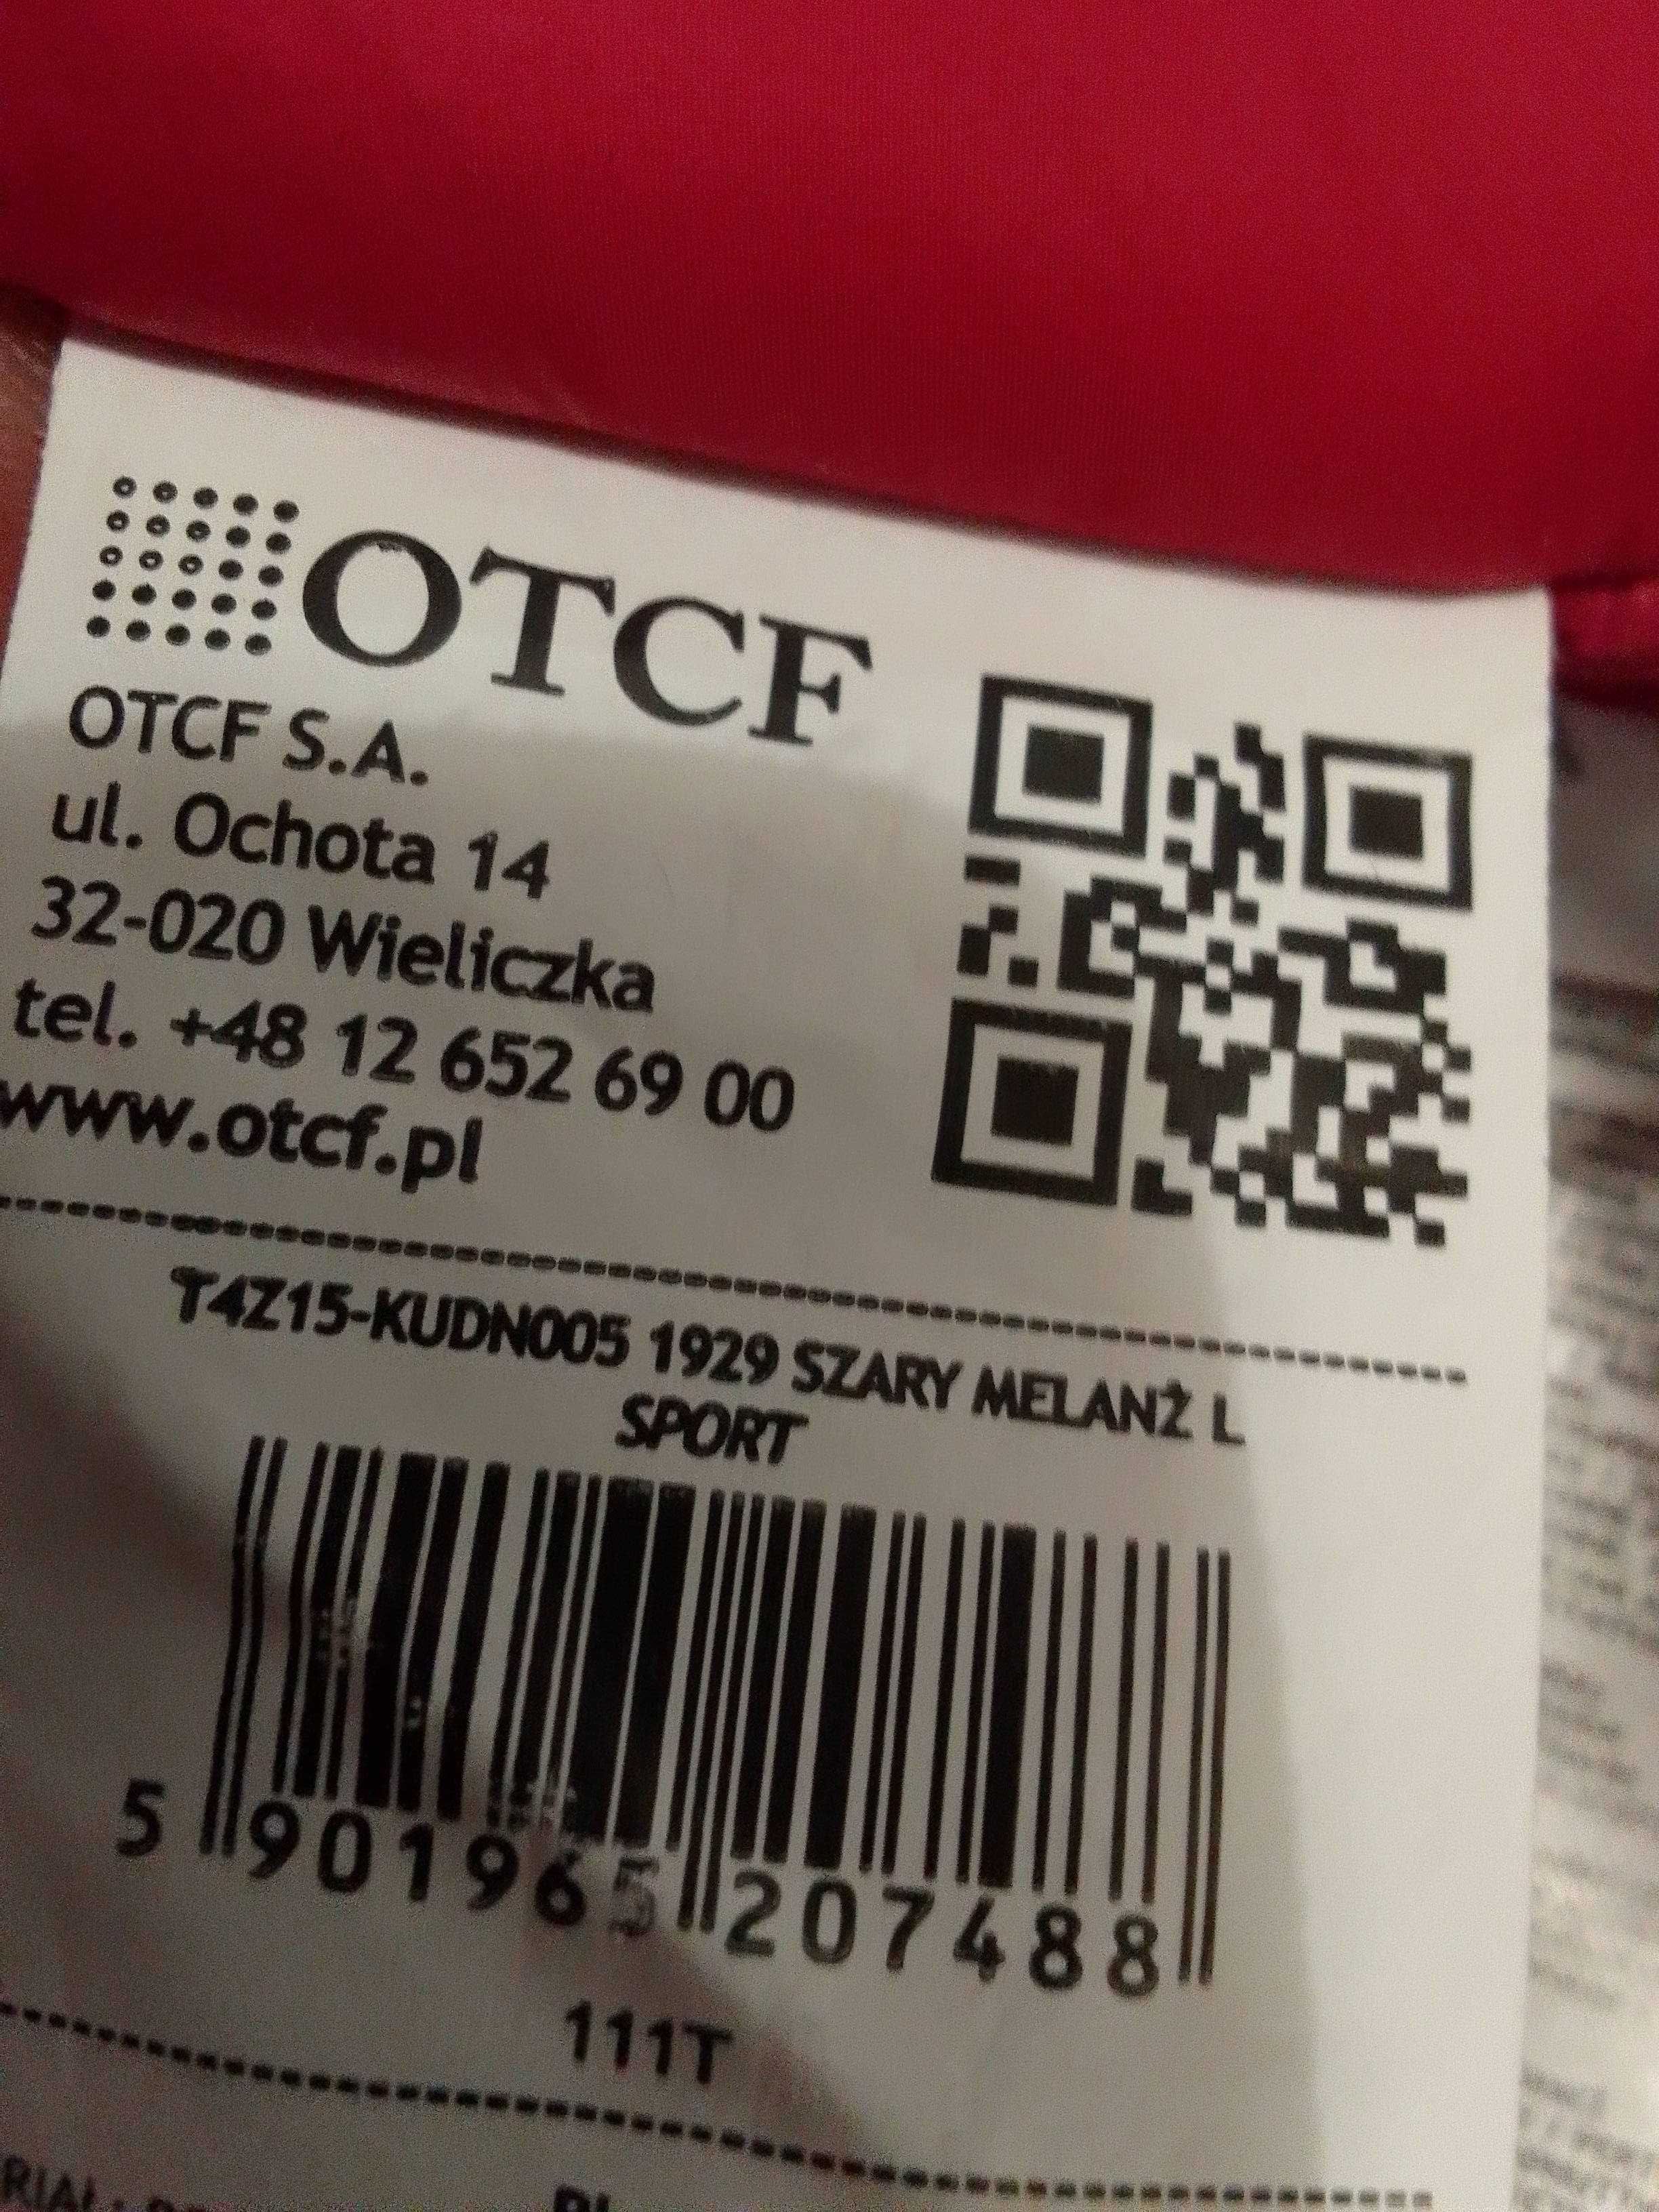 OTCF
OTCF S.A.
ul. Ochota 14
32-020 Wieliczka
tel. +48 12 652 69 00
www.otcf.pl
T4Z15-KUDN005 1929 SZARY MELANŻ L
SPORT
5 901965 207488
111T